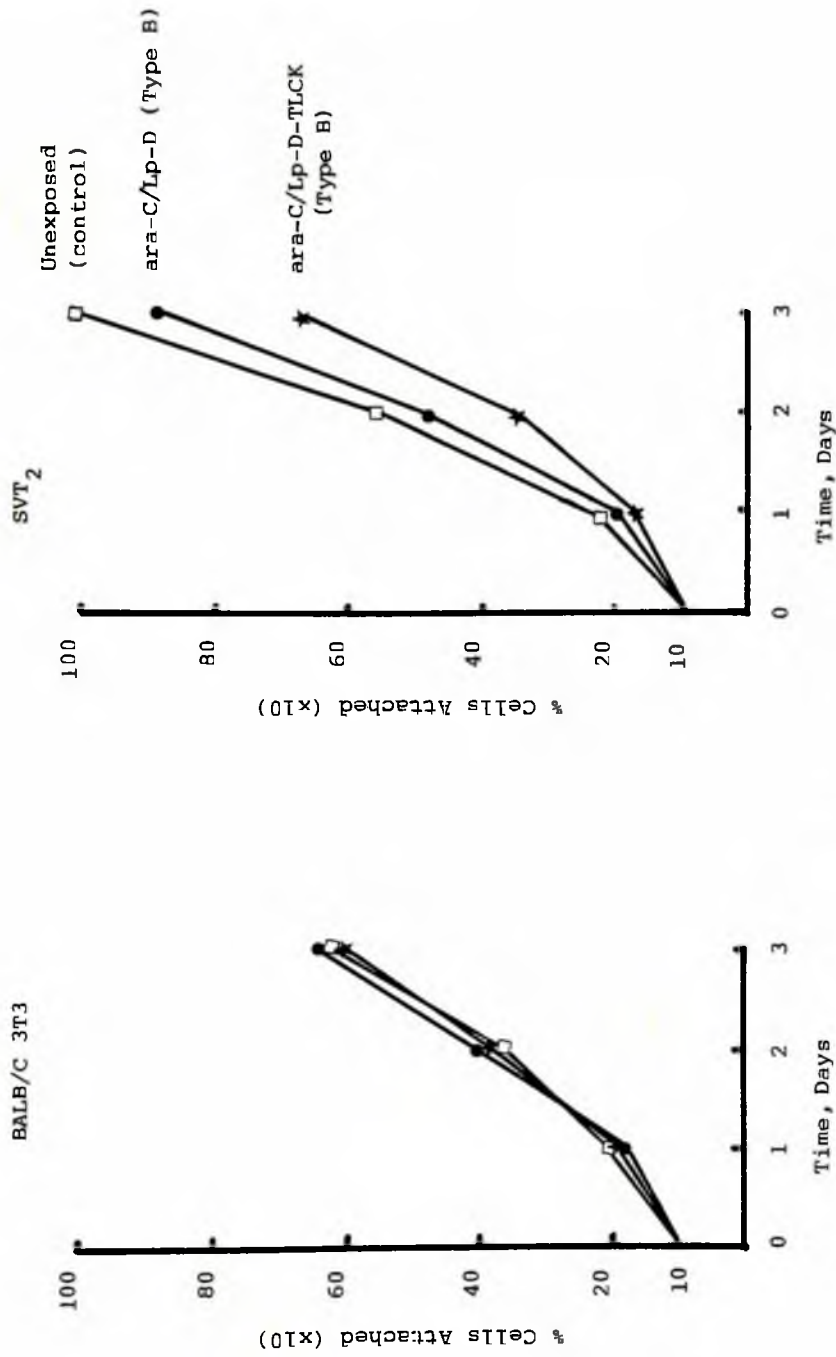 BALB/C 3T3
100
80
60
40
20
10
% Cells Attached (x10)
0
1
2
3
Time, Days
SVT2
100
80
60
40
20
10
% Cells Attached (x10)
0
1
2
3
Time, Days
Unexposed
(control)
ara-C/Lp-D (Type B)
ara-C/Lp-D-TLCK
(Type B)